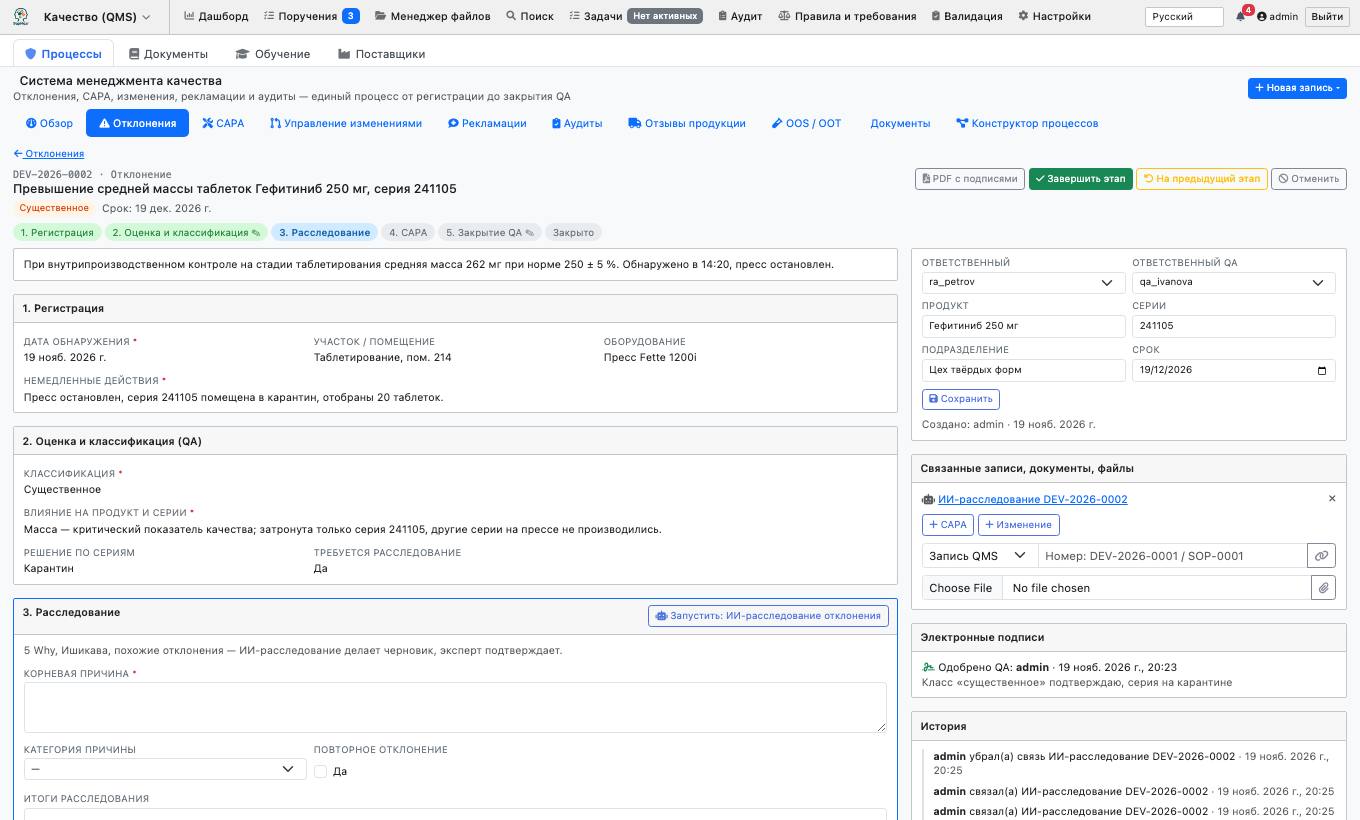 Качество (QMS)
Дашборд
Поручения 3
Менеджер файлов
Поиск
Задачи Нет активных
Аудит
Правила и требования
Валидация
Настройки
Русский
4
admin
Выйти
Процессы
Документы
Обучение
Поставщики
Система менеджмента качества
Отклонения, CAPA, изменения, рекламации и аудиты — единый процесс от регистрации до закрытия QA
+ Новая запись
Обзор
Отклонения
CAPA
Управление изменениями
Рекламации
Аудиты
Отзывы продукции
OOS / OOT
Документы
Конструктор процессов
← Отклонения
DEV-2026-0002 · Отклонение
Превышение средней массы таблеток Гефитиниб 250 мг, серия 241105
PDF с подписями
Завершить этап
На предыдущий этап
Отменить
Существенное Срок: 19 дек. 2026 г.
1. Регистрация
2. Оценка и классификация ✎
3. Расследование
4. CAPA
5. Закрытие QA ✎
Закрыто
При внутрипроизводственном контроле на стадии таблетирования средняя масса 262 мг при норме 250 ± 5 %. Обнаружено в 14:20, пресс остановлен.
1. Регистрация
ДАТА ОБНАРУЖЕНИЯ *
УЧАСТОК / ПОМЕЩЕНИЕ
ОБОРУДОВАНИЕ
19 нояб. 2026 г.
Таблетирование, пом. 214
Пресс Fette 1200i
НЕМЕДЛЕННЫЕ ДЕЙСТВИЯ *
Пресс остановлен, серия 241105 помещена в карантин, отобраны 20 таблеток.
2. Оценка и классификация (QA)
КЛАССИФИКАЦИЯ *
Существенное
ВЛИЯНИЕ НА ПРОДУКТ И СЕРИИ *
Масса — критический показатель качества; затронута только серия 241105, другие серии на прессе не производились.
РЕШЕНИЕ ПО СЕРИЯМ
ТРЕБУЕТСЯ РАССЛЕДОВАНИЕ
Карантин
Да
3. Расследование
Запустить: ИИ-расследование отклонения
5 Why, Ишикава, похожие отклонения — ИИ-расследование делает черновик, эксперт подтверждает.
КОРНЕВАЯ ПРИЧИНА *
КАТЕГОРИЯ ПРИЧИНЫ
ПОВТОРНОЕ ОТКЛОНЕНИЕ
—
Да
ИТОГИ РАССЛЕДОВАНИЯ
ОТВЕТСТВЕННЫЙ
ОТВЕТСТВЕННЫЙ QA
ra_petrov
qa_ivanova
ПРОДУКТ
СЕРИИ
Гефитиниб 250 мг
241105
ПОДРАЗДЕЛЕНИЕ
СРОК
Цех твёрдых форм
19/12/2026
Сохранить
Создано: admin · 19 нояб. 2026 г.
Связанные записи, документы, файлы
ИИ-расследование DEV-2026-0002 ×
+ CAPA
+ Изменение
Запись QMS
Номер: DEV-2026-0001 / SOP-0001
Choose File No file chosen
Электронные подписи
Одобрено QA: admin · 19 нояб. 2026 г., 20:23
Класс «существенное» подтверждаю, серия на карантине
История
admin убрал(а) связь ИИ-расследование DEV-2026-0002 · 19 нояб. 2026 г.,
20:25
admin связал(а) ИИ-расследование DEV-2026-0002 · 19 нояб. 2026 г., 20:25
admin связал(а) ИИ-расследование DEV-2026-0002 · 19 нояб. 2026 г., 20:25